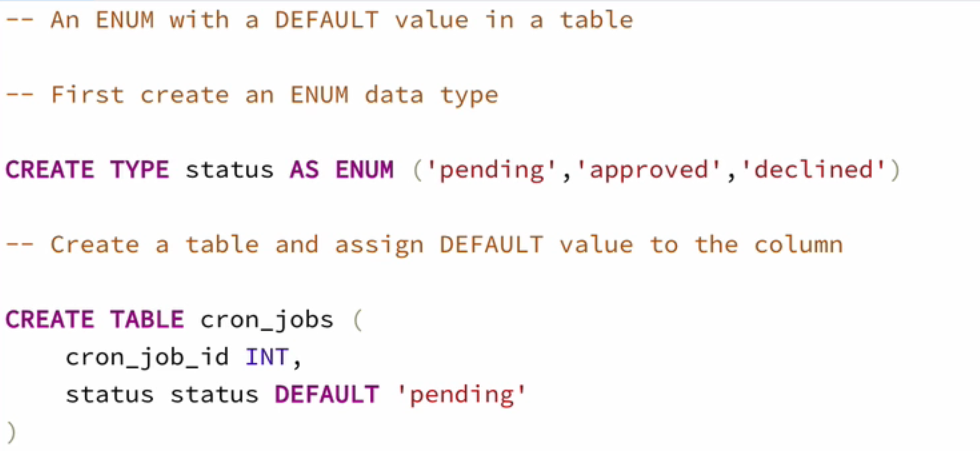 -- An ENUM with a DEFAULT value in a table
-- First create an ENUM data type
CREATE TYPE status AS ENUM ('pending','approved','declined')
-- Create a table and assign DEFAULT value to the column
CREATE TABLE cron_jobs (
    cron_job_id INT,
    status status DEFAULT 'pending'
)